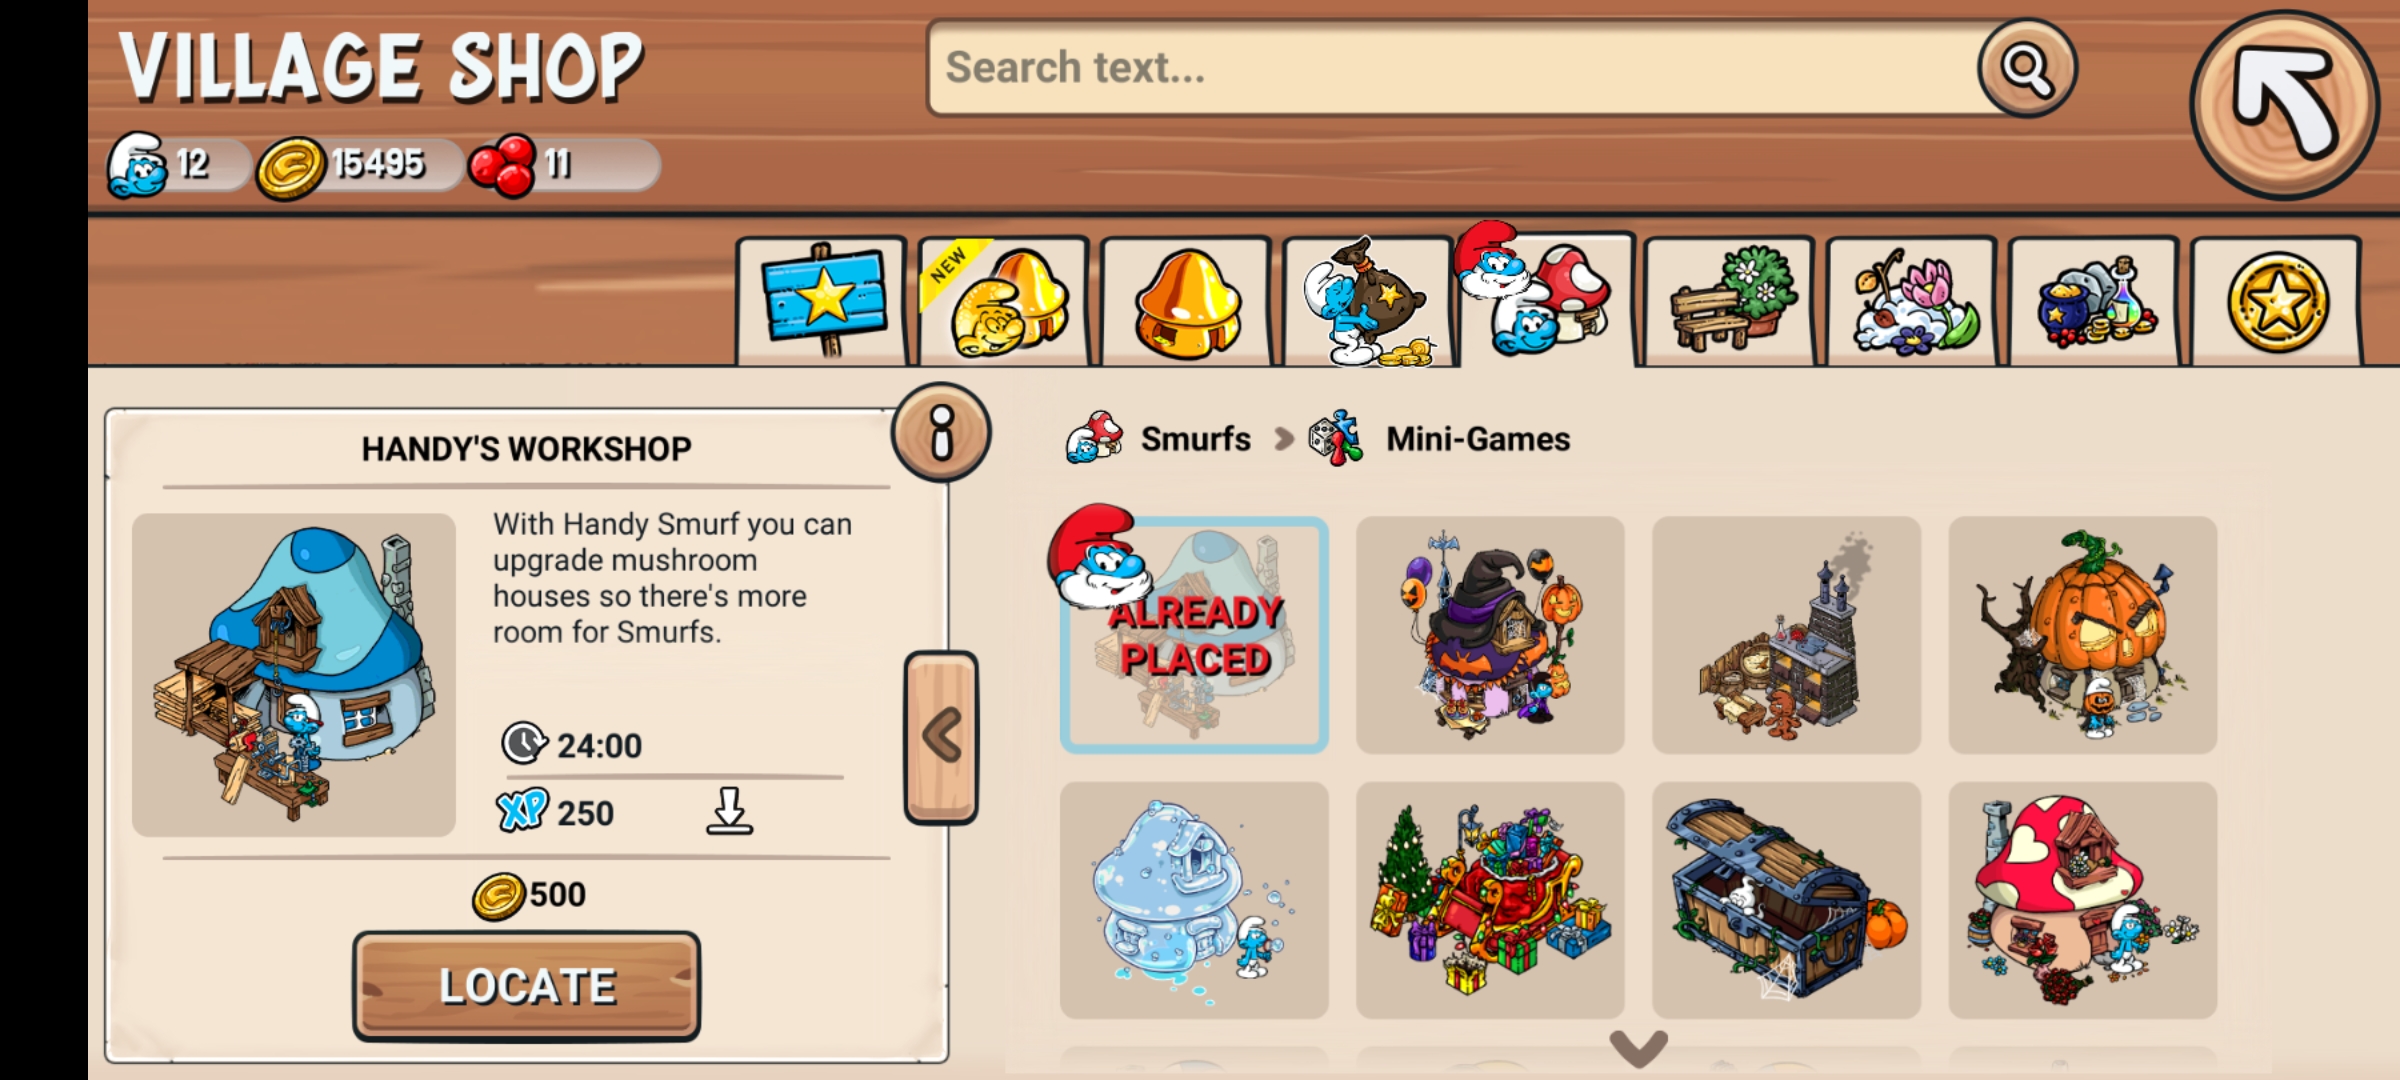 VILLAGE SHOP
Search text...
12
15495
11
NEW
HANDY'S WORKSHOP
With Handy Smurf you can
upgrade mushroom
houses so there's more
room for Smurfs.
24:00
XP 250
500
LOCATE
Smurfs
Mini-Games
ALREADY
PLACED